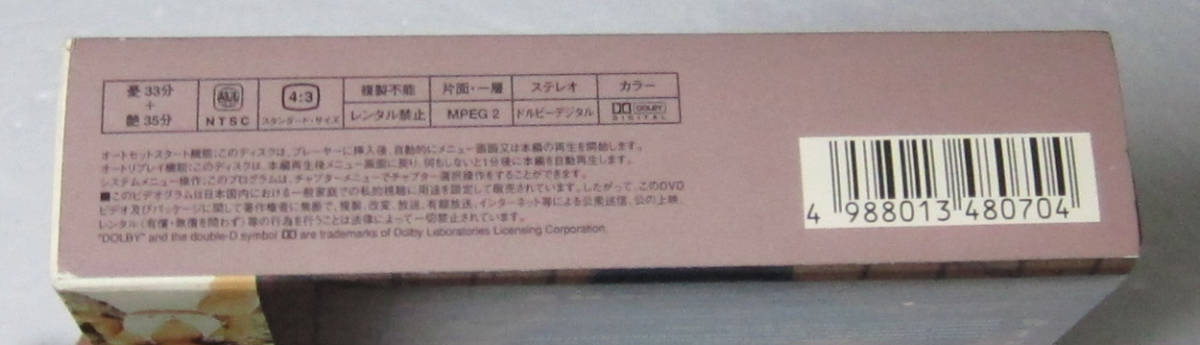 憂 33分
+
艶 35分
ALL
NTSC
4:3
スタンダード・サイズ
複製不能
レンタル禁止
片面・一層
MPEG 2
ステレオ
ドルビーデジタル
カラー
DOLBY
DIGITAL
オートセットスタート機能:このディスクは、プレーヤーに挿入後、自動的にメニュー画面又は本編の再生を開始します。
オートリプレイ機能:このディスクは、本編再生後メニュー画面に戻り、何もしないと1分後に本編を自動再生します。
システムメニュー操作:このプログラムは、チャプターメニューでチャプター選択操作をすることができます。
■このビデオグラムは日本国内における一般家庭での私的視聴に用途を限定して販売されています。したがって、このDVD
ビデオ及びパッケージに関して著作権者に無断で、複製、改変、放送、有線放送、インターネット等による公衆送信、公の上映、
レンタル(有償・無償を問わず)等の行為を行うことは法律によって一切禁止されています。
"DOLBY" and the double-D symbol are trademarks of Dolby Laboratories Licensing Corporation.
4 988013 480704